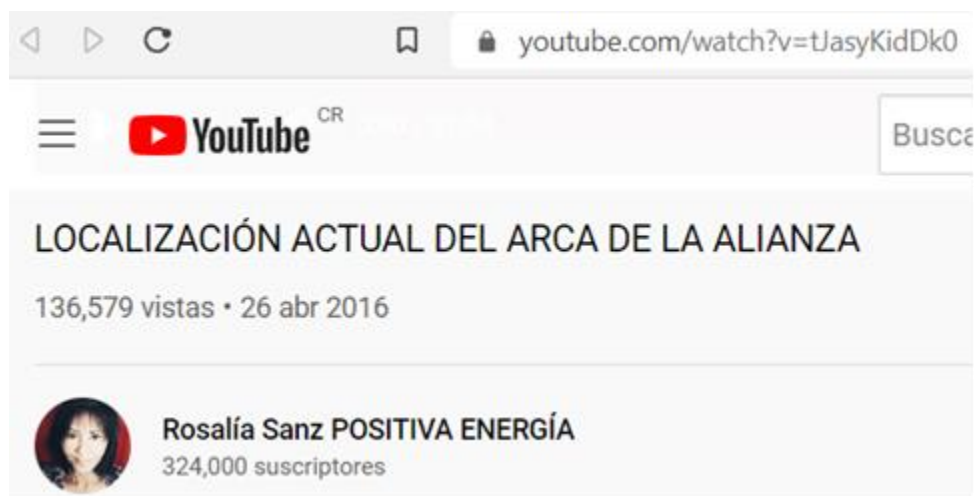 youtube.com/watch?v=tJasyKidDk0
YouTube CR
Busca
LOCALIZACIÓN ACTUAL DEL ARCA DE LA ALIANZA
136,579 vistas • 26 abr 2016
Rosalía Sanz POSITIVA ENERGÍA
324,000 suscriptores